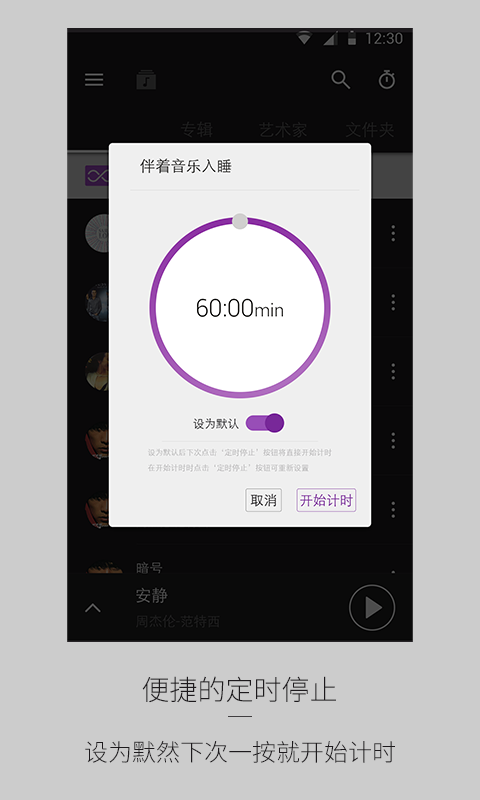 12:30
专辑 艺术家 文件夹
伴着音乐入睡
60:00min
设为默认
设为默认后下次点击‘定时停止’按钮将直接开始计时
在开始计时时点击‘定时停止’按钮可重新设置
取消 开始计时
暗号
安静
周杰伦-范特西
便捷的定时停止
设为默然下次一按就开始计时